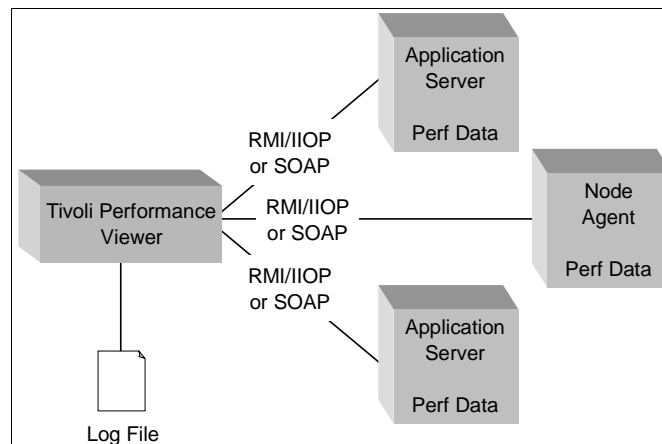 Application
Server
Perf Data
RMI/IIOP
or SOAP
Tivoli Performance
Viewer
RMI/IIOP
or SOAP
Node
Agent
Perf Data
RMI/IIOP
or SOAP
Application
Server
Perf Data
Log File